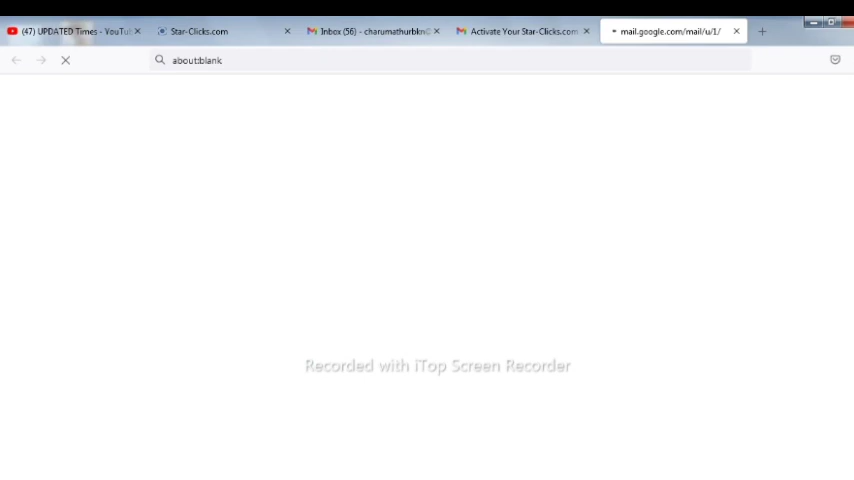 (47) UPDATED Times - YouTu
Star-Clicks.com
Inbox (56) - charumathurbkn
Activate Your Star-Clicks.com
mail.google.com/mail/u/1/
about:blank
Recorded with iTop Screen Recorder